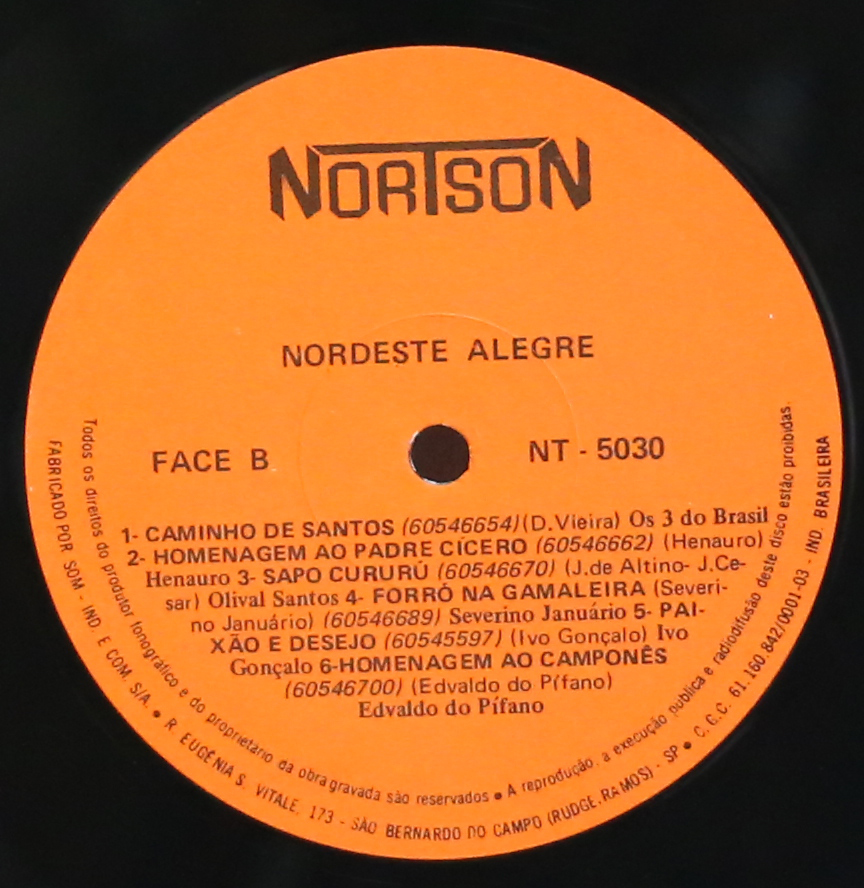 NORTSON
NORDESTE ALEGRE
FACE B
NT - 5030
1- CAMINHO DE SANTOS (60546654) (D.Vieira) Os 3 do Brasil
2- HOMENAGEM AO PADRE CÍCERO (60546662) (Henauro) -
Henauro 3- SAPO CURURÚ (60546670) (J.de Altino- J.Ce-
sar) Olival Santos 4- FORRÓ NA GAMALEIRA (Severi-
no Januário) (60546689) Severino Januário 5- PAI-
XÃO E DESEJO (60545597) (Ivo Gonçalo) Ivo
Gonçalo 6-HOMENAGEM AO CAMPONÊS
(60546700) (Edvaldo do Pífano)
Edvaldo do Pífano
Todos os direitos do produtor fonográfico e do proprietário da obra gravada são reservados • A reprodução, a execução pública e radiodifusão deste disco estão proibidas.
FABRICADO POR SOM - IND. E COM. S/A. • R. EUGÊNIA S. VITALE, 173 - SÃO BERNARDO DO CAMPO (RUDGE RAMOS) - SP • C.G.C. 61.160.842/0001-03 - IND. BRASILEIRA